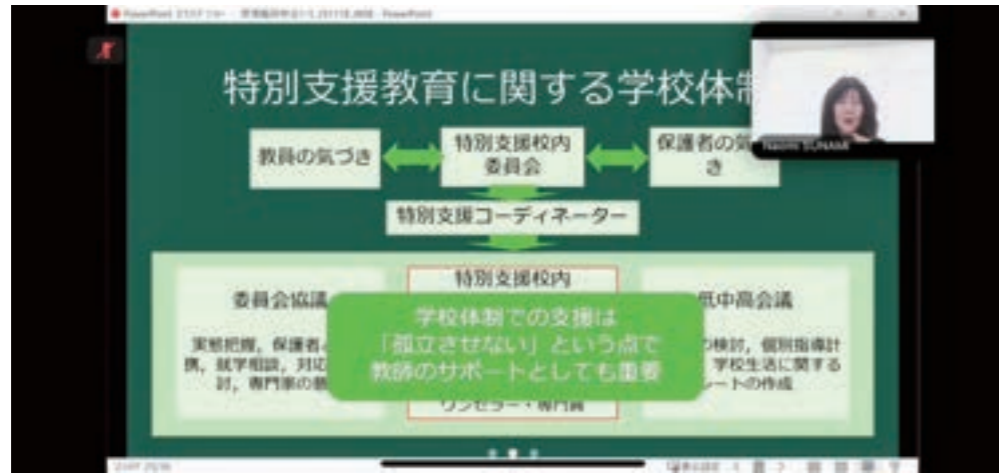 特別支援教育に関する学校体制
教員の気づき
特別支援校内
委員会
保護者の気づ
き
Naomi SUNAMI
特別支援コーディネーター
委員会協議
実態把握，保護者
携，就学相談，対応
討，専門家の
特別支援校内
学校体制での支援は
「孤立させない」という点で
教師のサポートとしても重要
ウンセラー・専門員
低中高会議
の検討，個別指導計
学校生活に関する
シートの作成